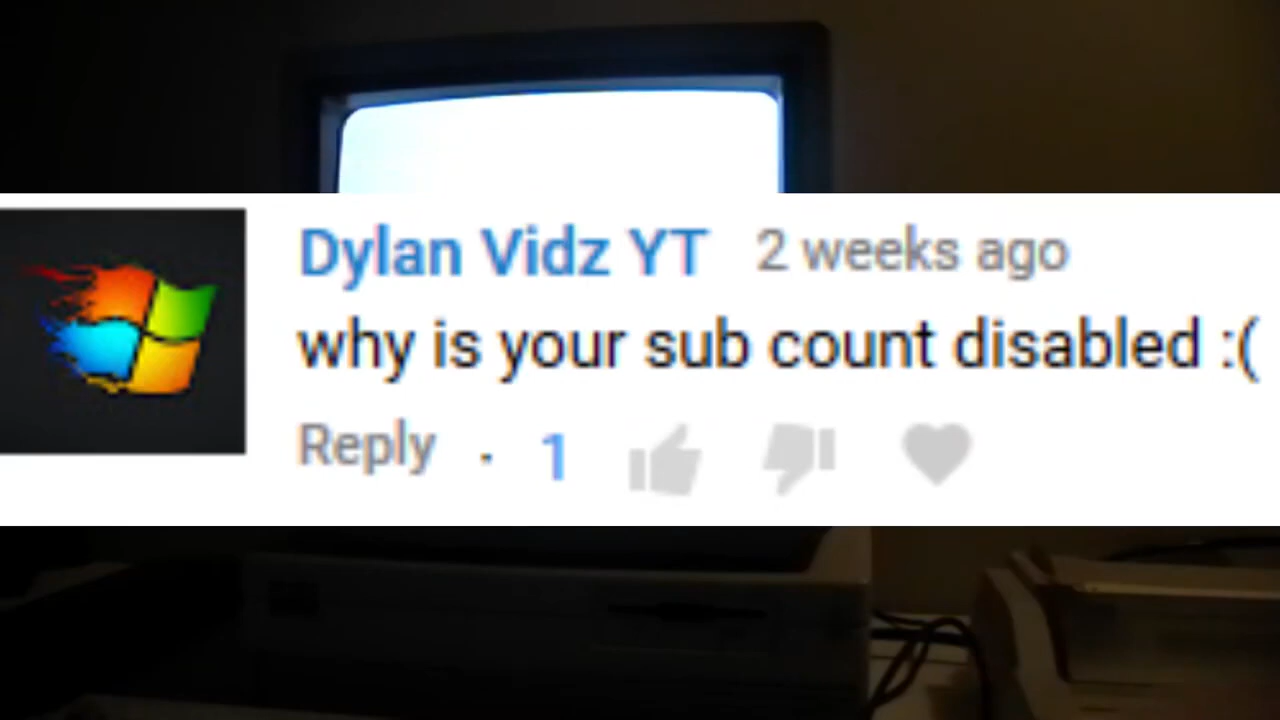 Dylan Vidz YT 2 weeks ago
why is your sub count disabled :(
Reply · 1